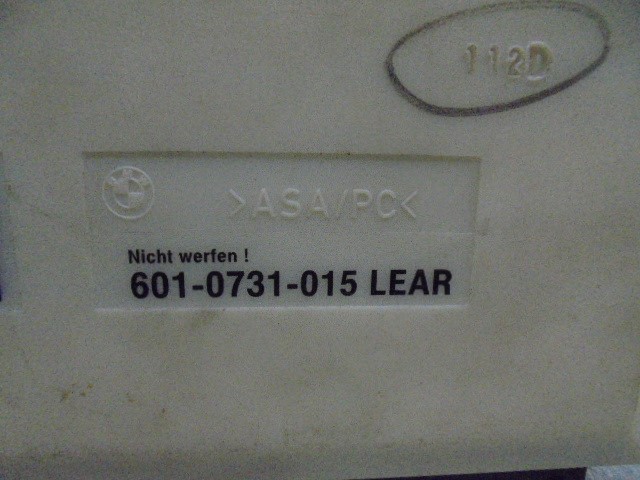 112D
>ASA/PC<
Nicht werfen !
601-0731-015 LEAR